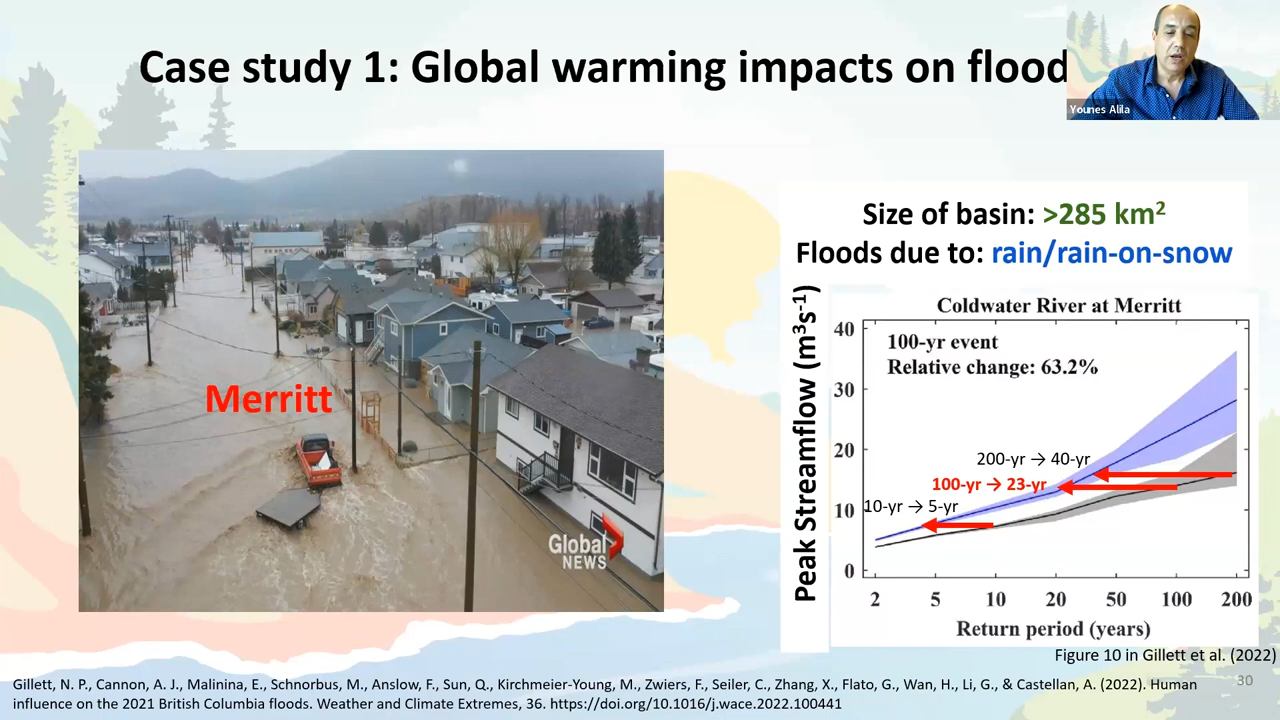 Case study 1: Global warming impacts on flood
Younes Alila
Merritt
Global
NEWS
Size of basin: >285 km²
Floods due to: rain/rain-on-snow
Peak Streamflow (m³s⁻¹)
Coldwater River at Merritt
100-yr event
Relative change: 63.2%
40
30
20
10
0
200-yr → 40-yr
100-yr → 23-yr
10-yr → 5-yr
2 5 10 20 50 100 200
Return period (years)
Figure 10 in Gillett et al. (2022)
30
Gillett, N. P., Cannon, A. J., Malinina, E., Schnorbus, M., Anslow, F., Sun, Q., Kirchmeier-Young, M., Zwiers, F., Seiler, C., Zhang, X., Flato, G., Wan, H., Li, G., & Castellan, A. (2022). Human
influence on the 2021 British Columbia floods. Weather and Climate Extremes, 36. https://doi.org/10.1016/j.wace.2022.100441